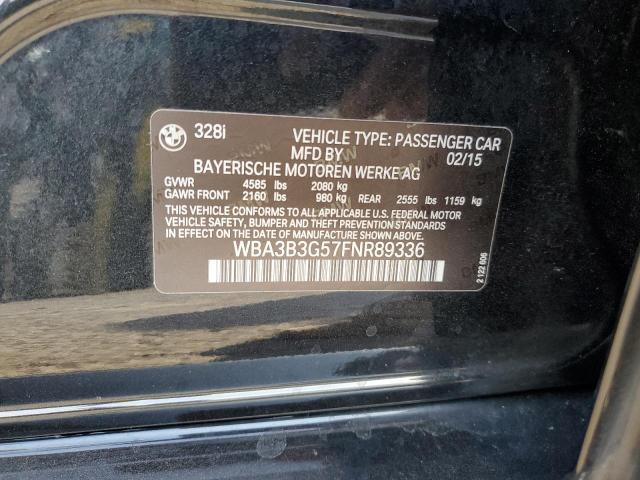 BMW 328i VEHICLE TYPE: PASSENGER CAR
MFD BY 02/15
BAYERISCHE MOTOREN WERKE AG
GVWR 4585 lbs 2080 kg
GAWR FRONT 2160 lbs 980 kg REAR 2555 lbs 1159 kg
THIS VEHICLE CONFORMS TO ALL APPLICABLE U.S. FEDERAL MOTOR
VEHICLE SAFETY, BUMPER AND THEFT PREVENTION STANDARDS IN
EFFECT ON THE DATE OF MANUFACTURE SHOWN ABOVE.
WBA3B3G57FNR89336
2 122 606